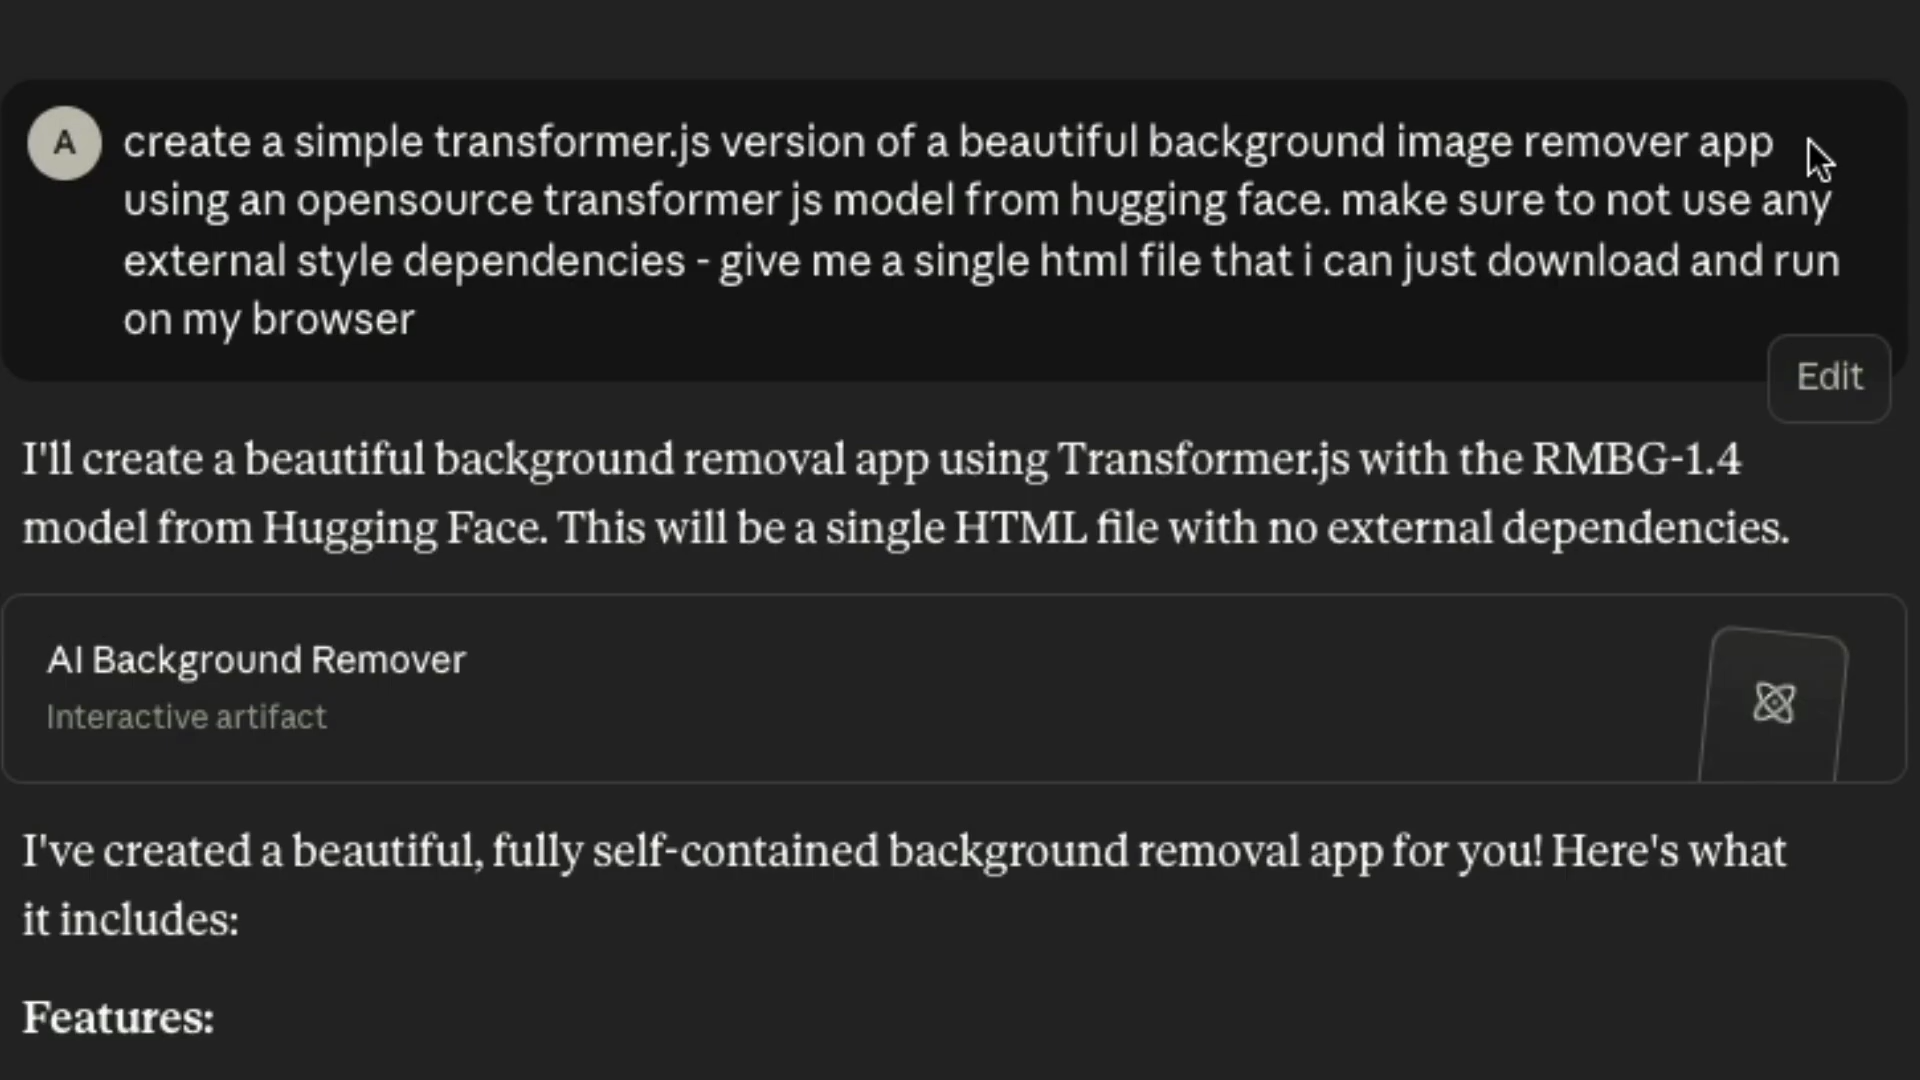 A
create a simple transformer.js version of a beautiful background image remover app
using an opensource transformer js model from hugging face. make sure to not use any
external style dependencies - give me a single html file that i can just download and run
on my browser
Edit
I'll create a beautiful background removal app using Transformer.js with the RMBG-1.4
model from Hugging Face. This will be a single HTML file with no external dependencies.
AI Background Remover
Interactive artifact
I've created a beautiful, fully self-contained background removal app for you! Here's what
it includes:
Features: